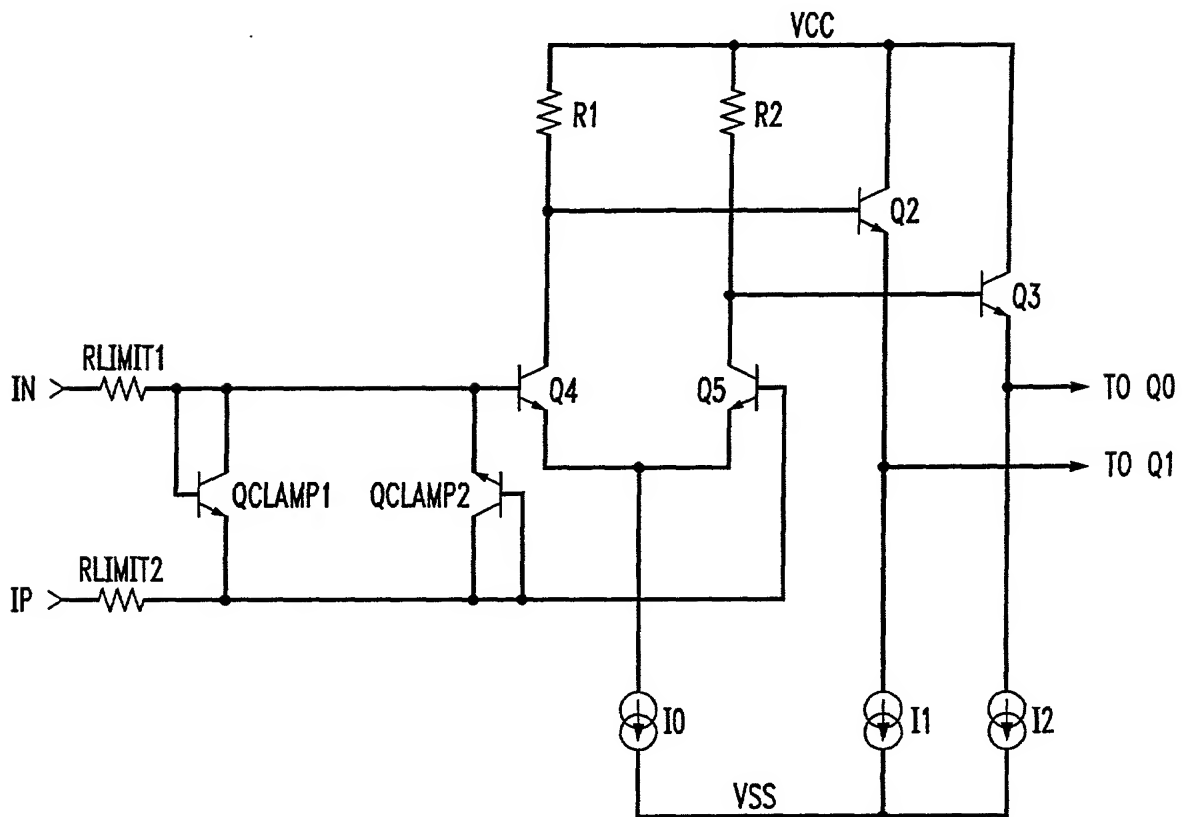 VCC
R1
R2
Q2
Q3
RLIMIT1
IN
Q4
Q5
TO Q0
TO Q1
QCLAMP1
QCLAMP2
RLIMIT2
IP
I0
I1
I2
VSS